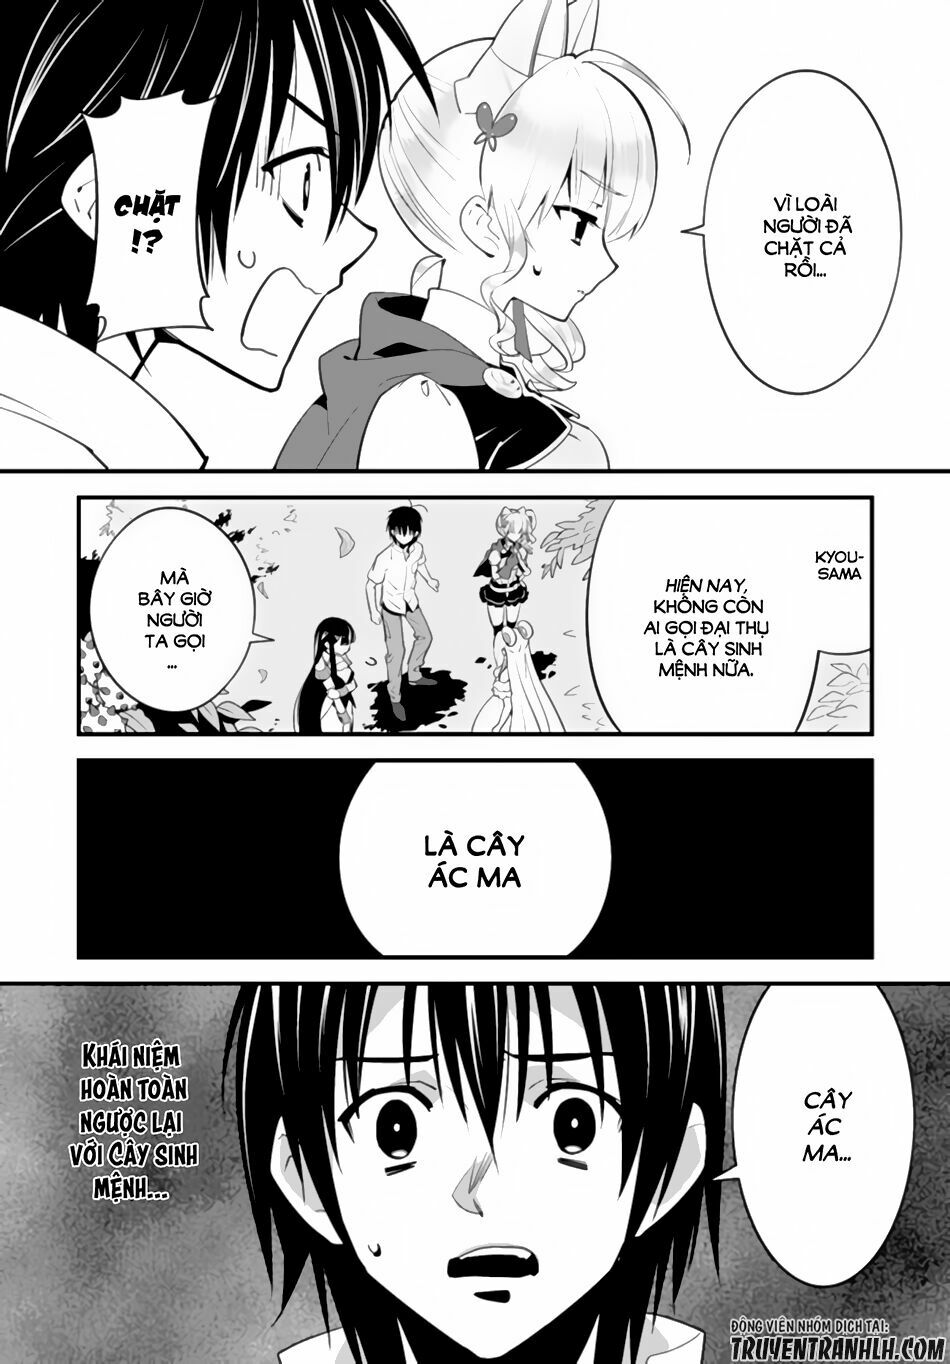 VÌ LOÀI
NGƯỜI ĐÃ
CHẶT CẢ
RỒI...
CHẶT
!?
KYOU-
SAMA
HIỆN NAY,
KHÔNG CÒN
AI GỌI ĐẠI THỤ
LÀ CÂY SINH
MỆNH NỮA.
MÀ
BÂY GIỜ
NGƯỜI
TA GỌI
...
LÀ CÂY
ÁC MA
CÂY
ÁC
MA...
KHÁI NIỆM
HOÀN TOÀN
NGƯỢC LẠI
VỚI CÂY SINH
MỆNH...
ĐỘNG VIÊN NHÓM DỊCH TẠI:
TRUYENTRANHLH.COM